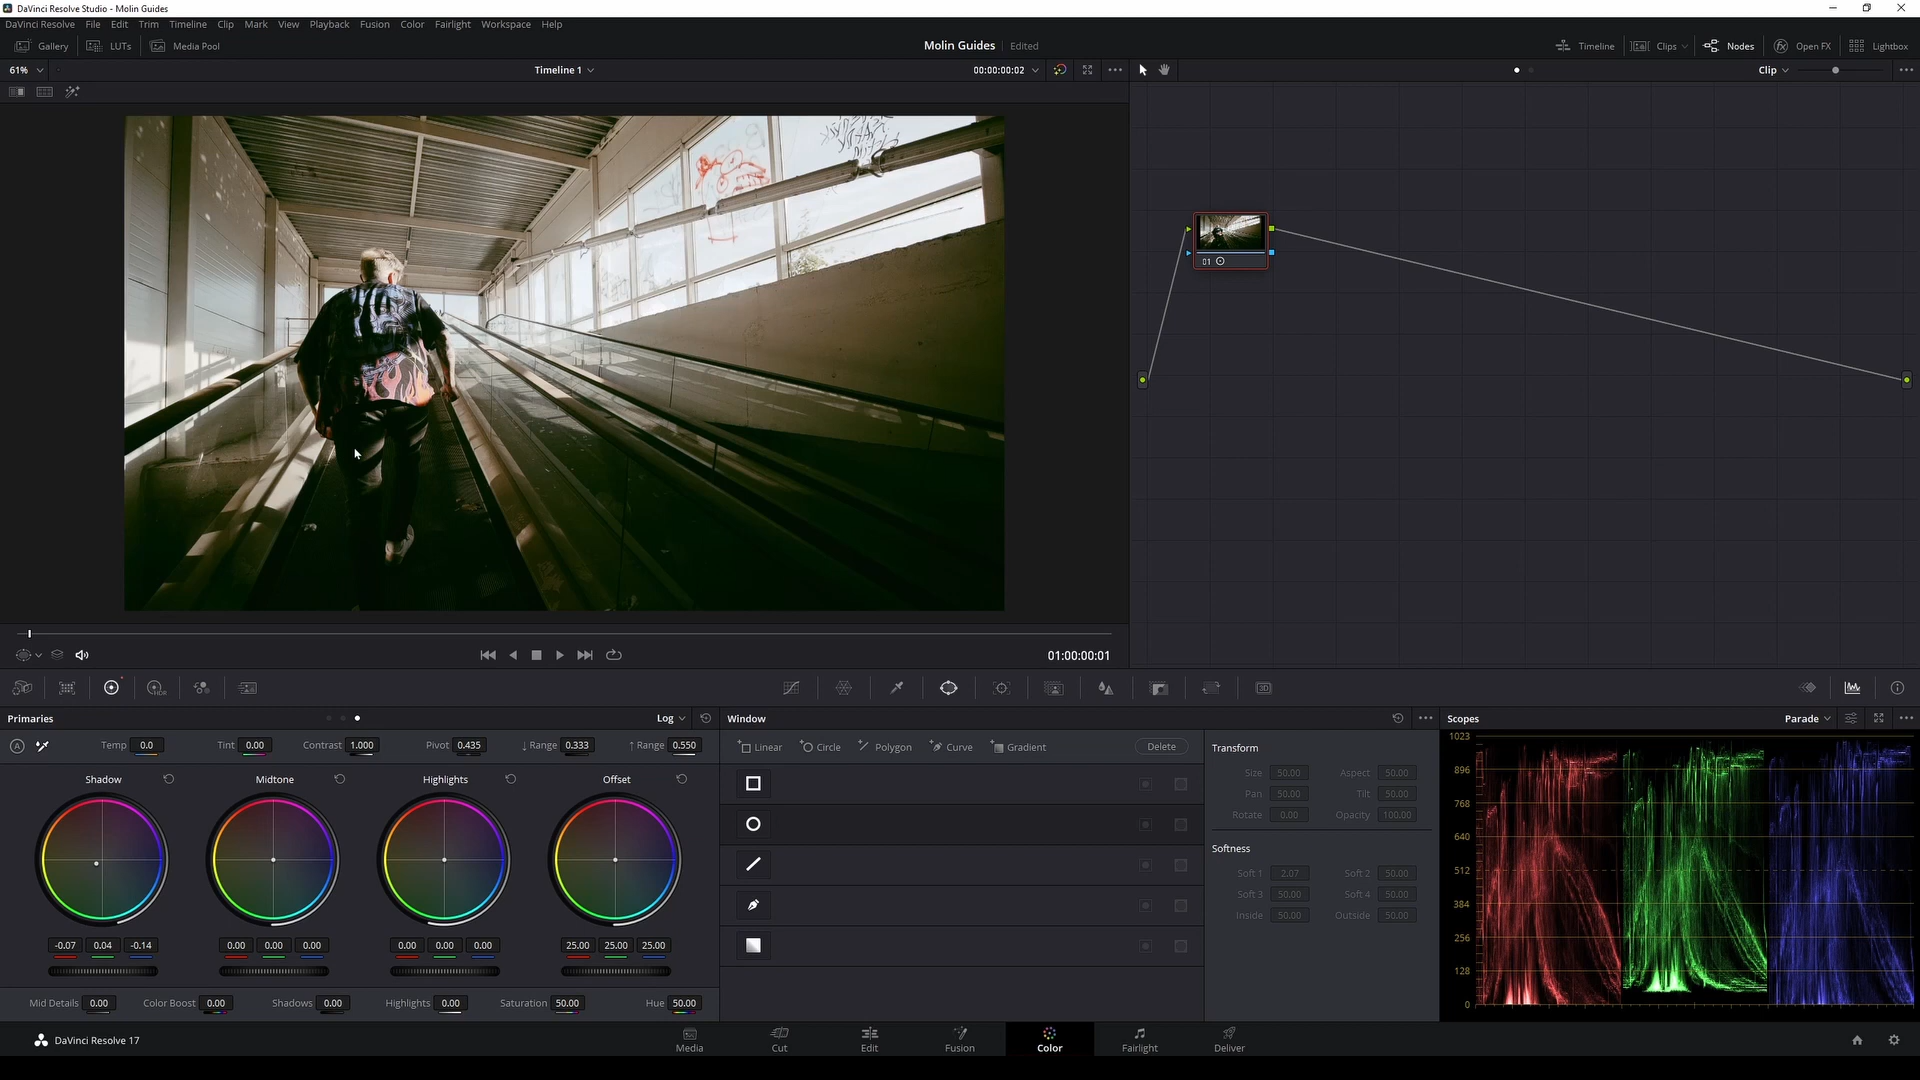 DaVinci Resolve Studio - Molin Guides
DaVinci Resolve File Edit Trim Timeline Clip Mark View Playback Fusion Color Fairlight Workspace Help
Gallery LUTs Media Pool Molin Guides Edited Timeline Clips Nodes Open FX Lightbox
61% Timeline 1 00:00:00:02 Clip
01
01:00:00:01
HDR 3D
Primaries Log Window Scopes Parade
A Temp 0.0 Tint 0.00 Contrast 1.000 Pivot 0.435 ↓ Range 0.333 ↑ Range 0.550
Linear Circle Polygon Curve Gradient Delete
Shadow Midtone Highlights Offset
-0.07 0.04 -0.14 0.00 0.00 0.00 0.00 0.00 0.00 25.00 25.00 25.00
Mid Details 0.00 Color Boost 0.00 Shadows 0.00 Highlights 0.00 Saturation 50.00 Hue 50.00
Transform
Size 50.00 Aspect 50.00
Pan 50.00 Tilt 50.00
Rotate 0.00 Opacity 100.00
Softness
Soft 1 2.07 Soft 2 50.00
Soft 3 50.00 Soft 4 50.00
Inside 50.00 Outside 50.00
1023
896
768
640
512
384
256
128
0
DaVinci Resolve 17 Media Cut Edit Fusion Color Fairlight Deliver